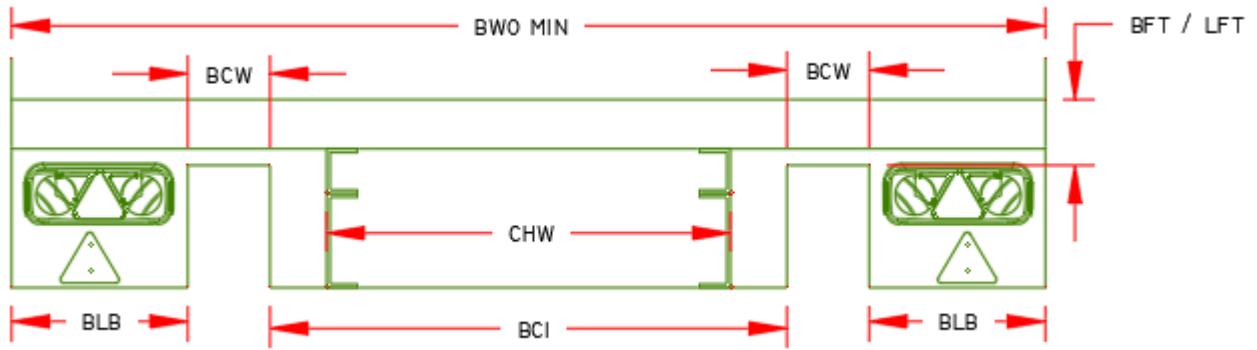 BWO MIN
BFT / LFT
BCW
BCW
CHW
BLB
BCI
BLB